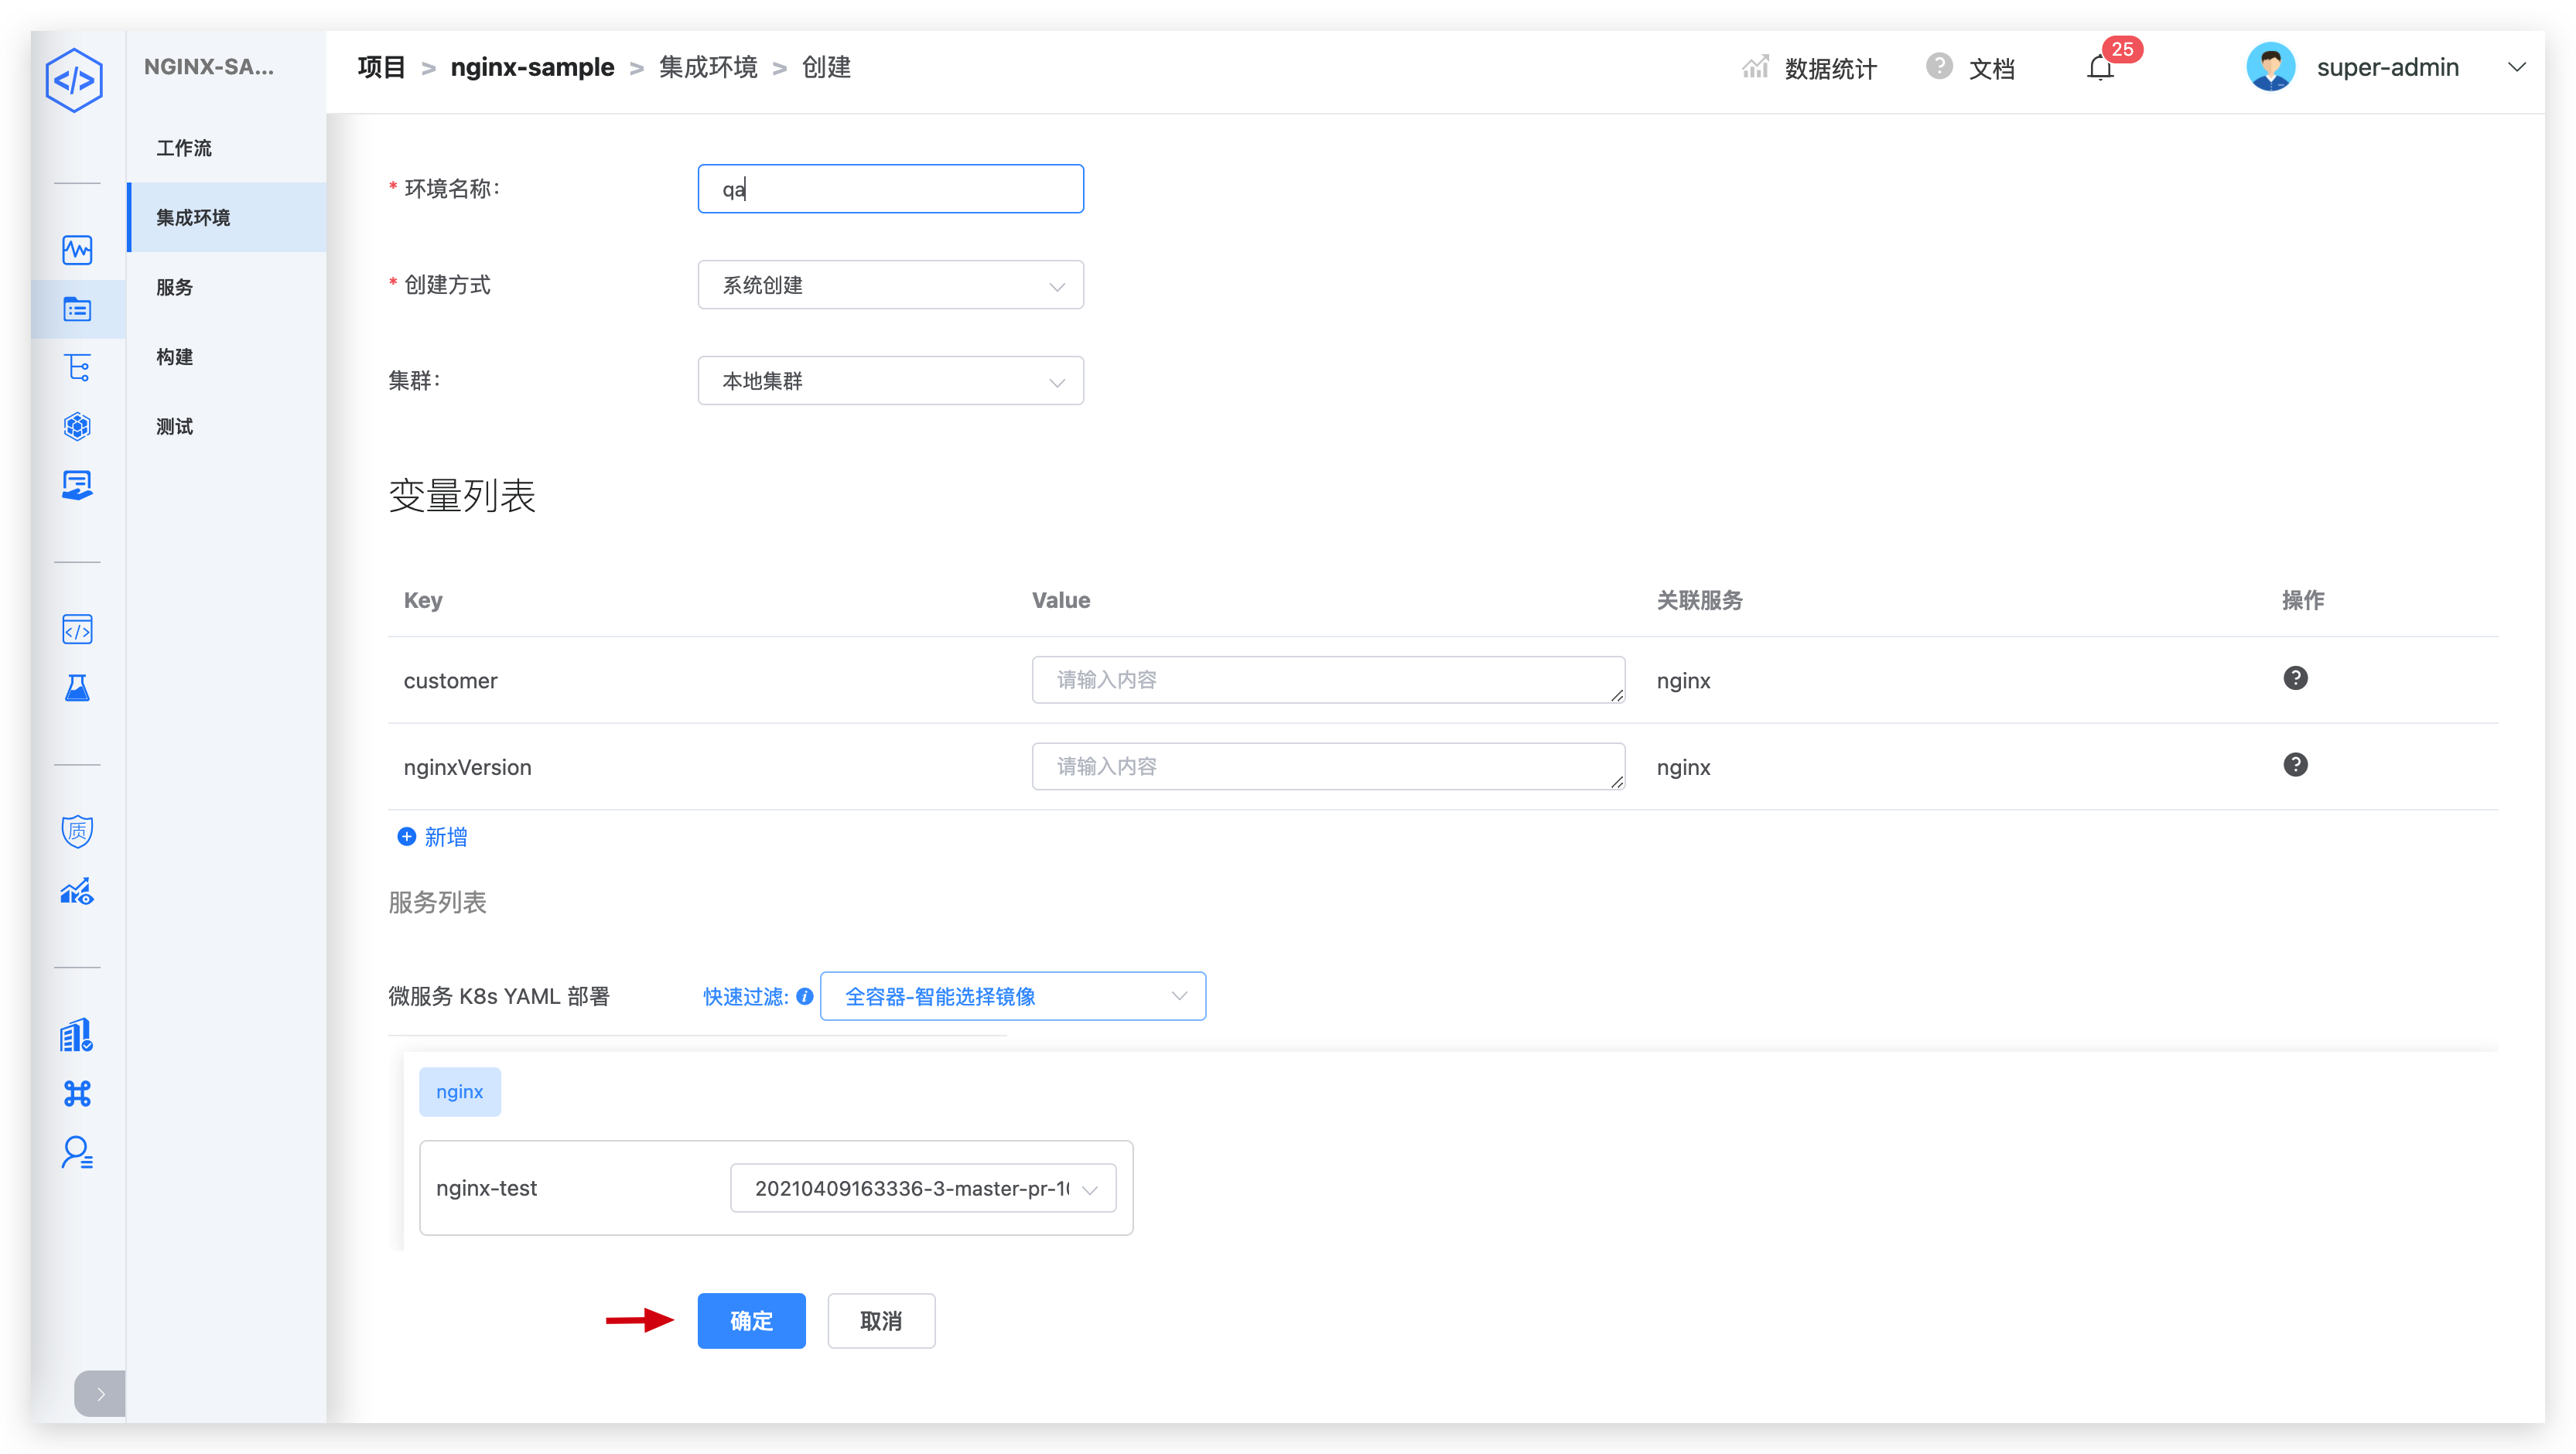 NGINX-SA...
项目 > nginx-sample > 集成环境 > 创建
数据统计
? 文档
25
super-admin
工作流
集成环境
服务
构建
测试
* 环境名称：
qa
* 创建方式
系统创建
集群：
本地集群
变量列表
Key Value 关联服务 操作
customer 请输入内容 nginx ?
nginxVersion 请输入内容 nginx ?
新增
服务列表
微服务 K8s YAML 部署 快速过滤: i 全容器-智能选择镜像
nginx
nginx-test 20210409163336-3-master-pr-1
确定 取消
质